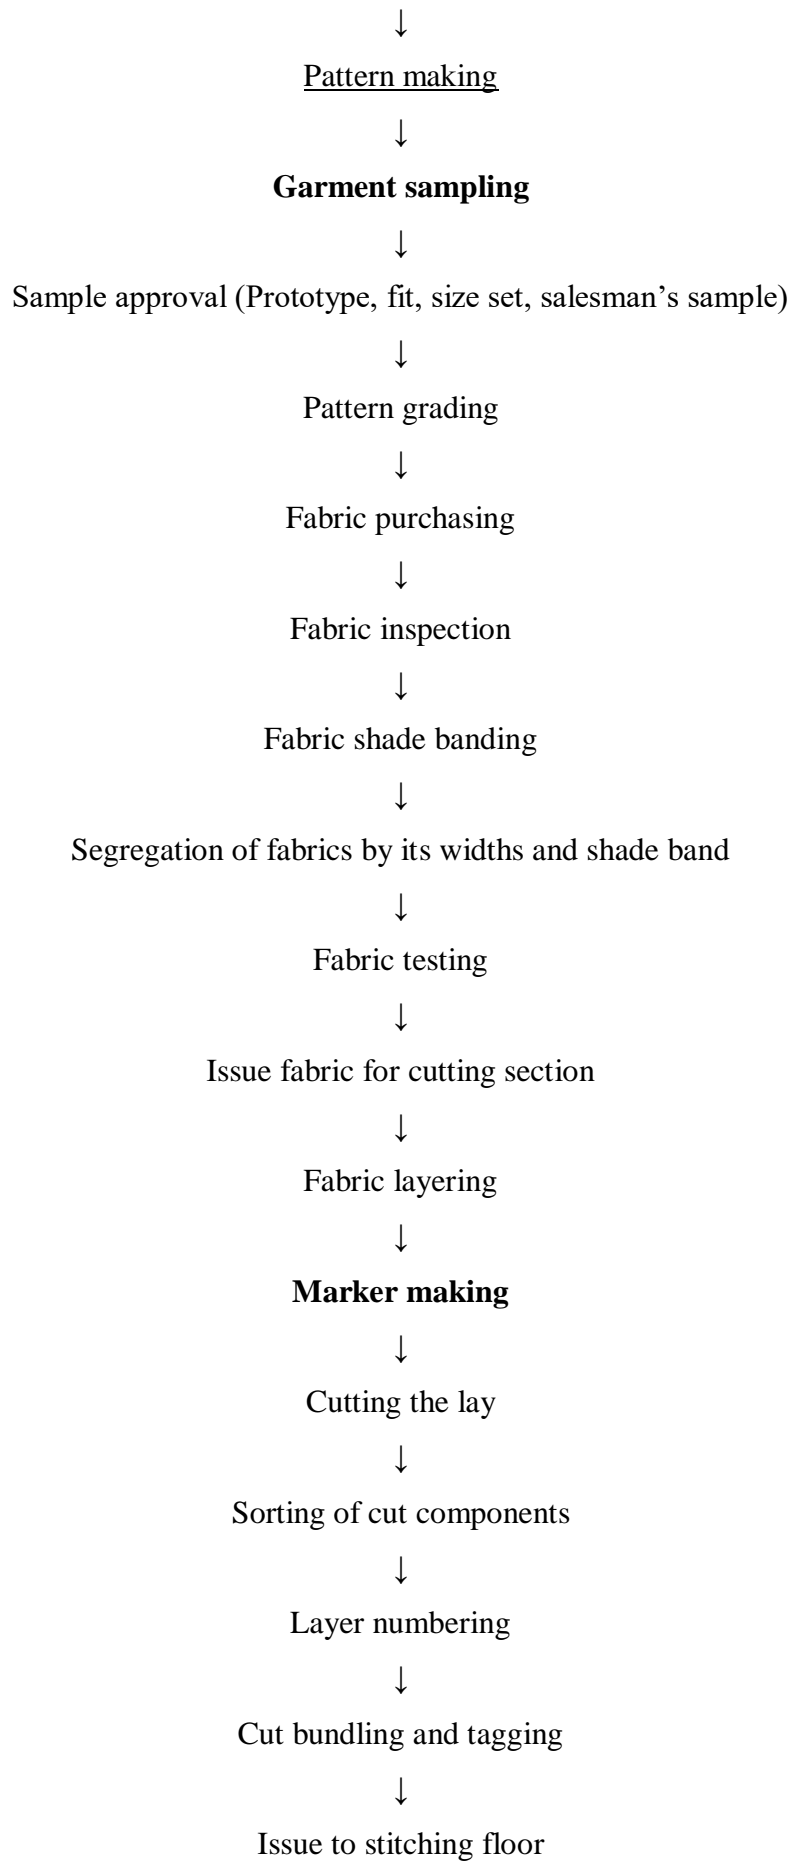 ↓
Pattern making
↓
Garment sampling
↓
Sample approval (Prototype, fit, size set, salesman’s sample)
↓
Pattern grading
↓
Fabric purchasing
↓
Fabric inspection
↓
Fabric shade banding
↓
Segregation of fabrics by its widths and shade band
↓
Fabric testing
↓
Issue fabric for cutting section
↓
Fabric layering
↓
Marker making
↓
Cutting the lay
↓
Sorting of cut components
↓
Layer numbering
↓
Cut bundling and tagging
↓
Issue to stitching floor